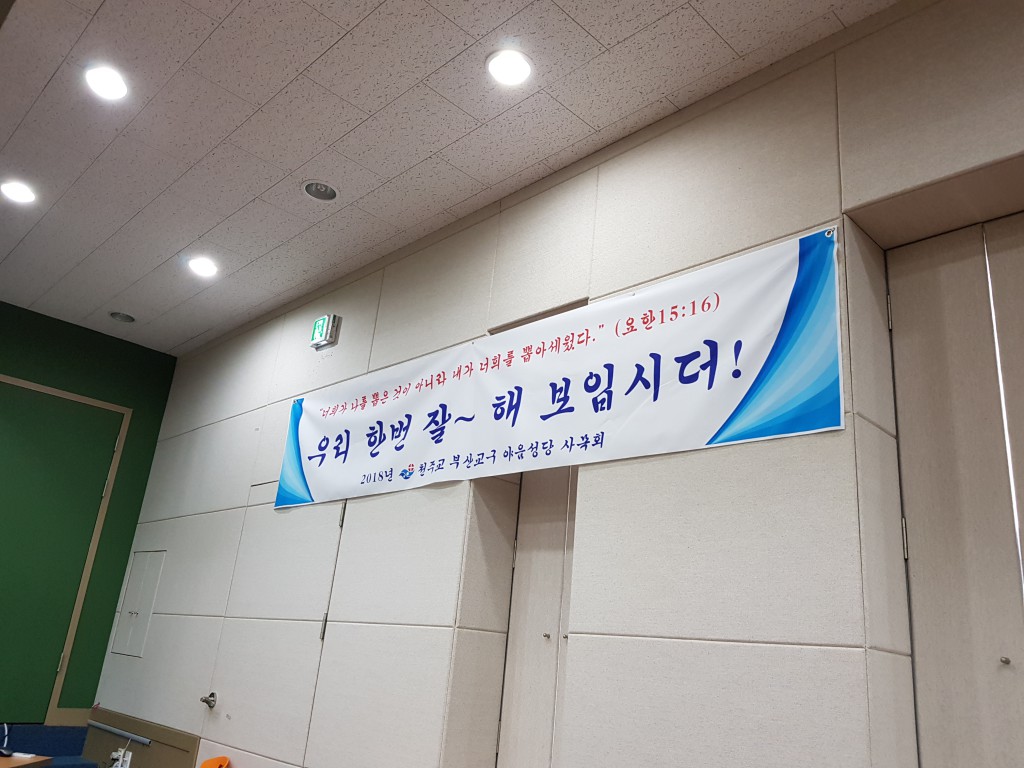 "너희가 나를 뽑은 것이 아니라 내가 너희를 뽑아세웠다." (요한15:16)
우리 한번 잘~ 해 보입시더!
2018년 천주교 부산교구 야음성당 사목회